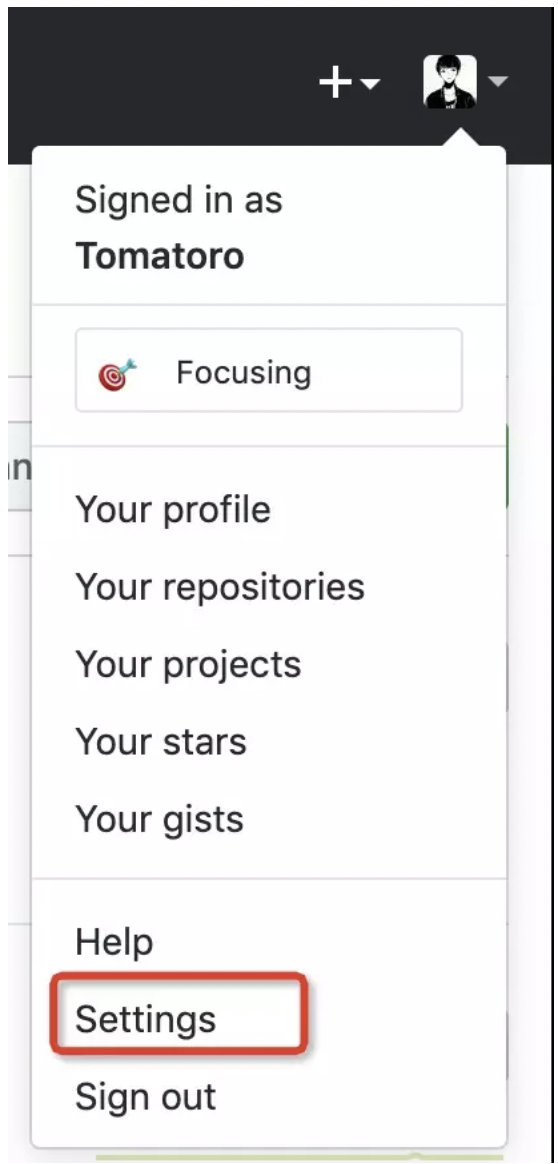 Signed in as
Tomatoro
Focusing
Your profile
Your repositories
Your projects
Your stars
Your gists
Help
Settings
Sign out